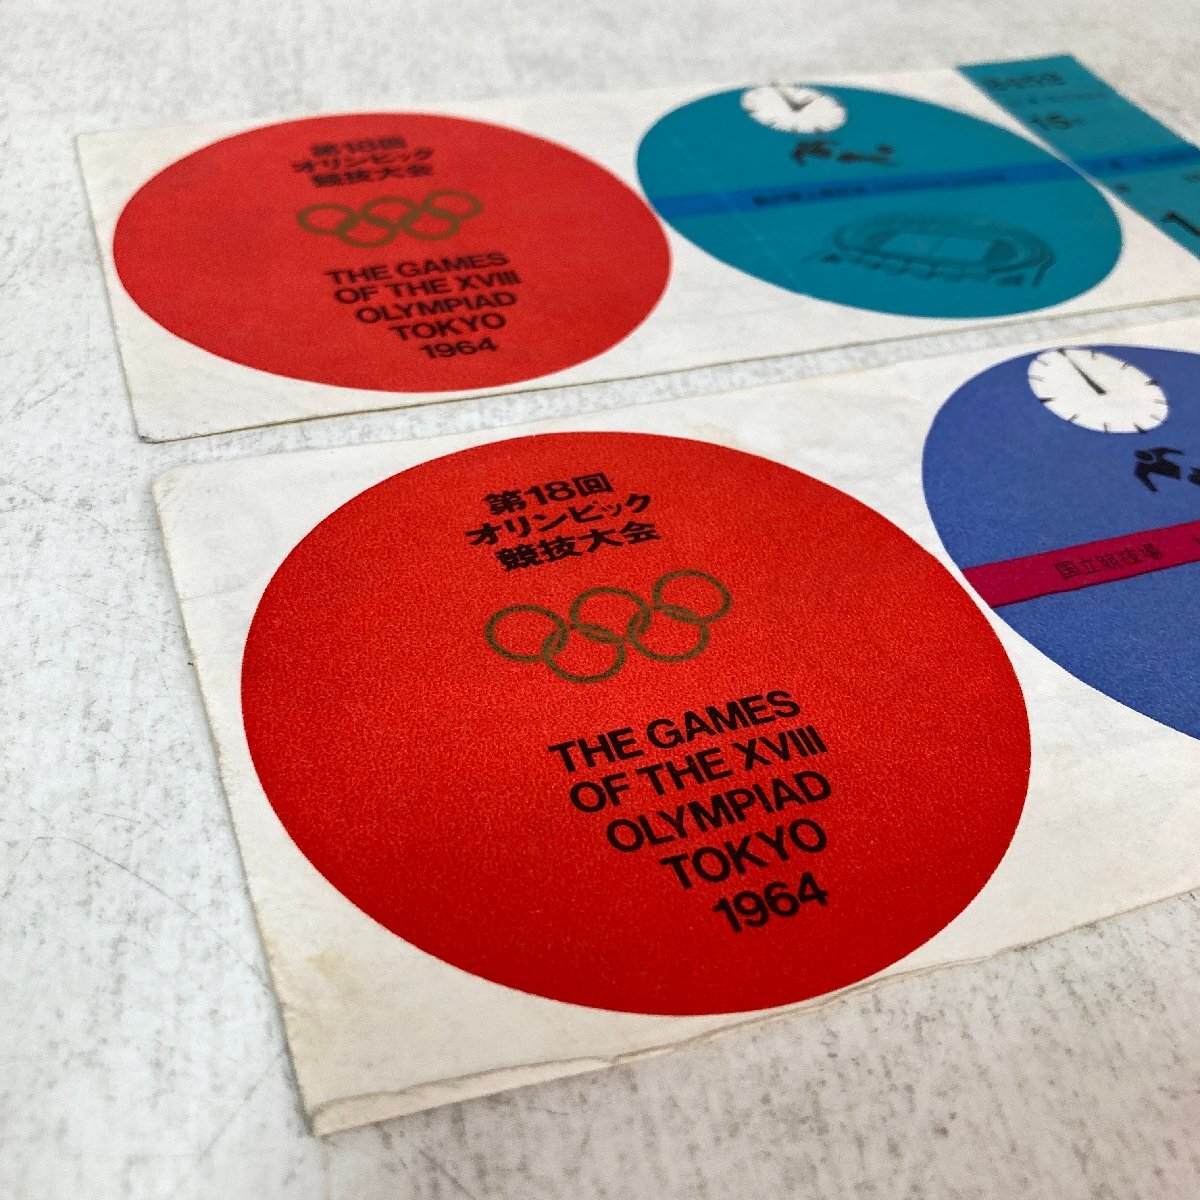 第18回
オリンピック
競技大会
THE GAMES
OF THE XVIII
OLYMPIAD
TOKYO
1964
第18回
オリンピック
競技大会
THE GAMES
OF THE XVIII
OLYMPIAD
TOKYO
1964
国立競技場